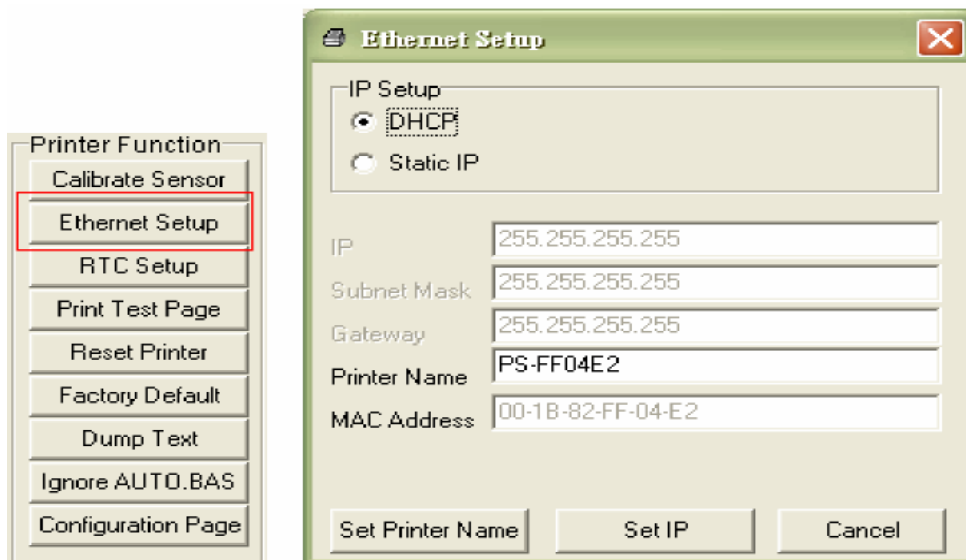 Printer Function
Calibrate Sensor
Ethernet Setup
RTC Setup
Print Test Page
Reset Printer
Factory Default
Dump Text
Ignore AUTO.BAS
Configuration Page
Ethernet Setup
IP Setup
DHCP
Static IP
IP 255.255.255.255
Subnet Mask 255.255.255.255
Gateway 255.255.255.255
Printer Name PS-FF04E2
MAC Address 00-1B-82-FF-04-E2
Set Printer Name Set IP Cancel